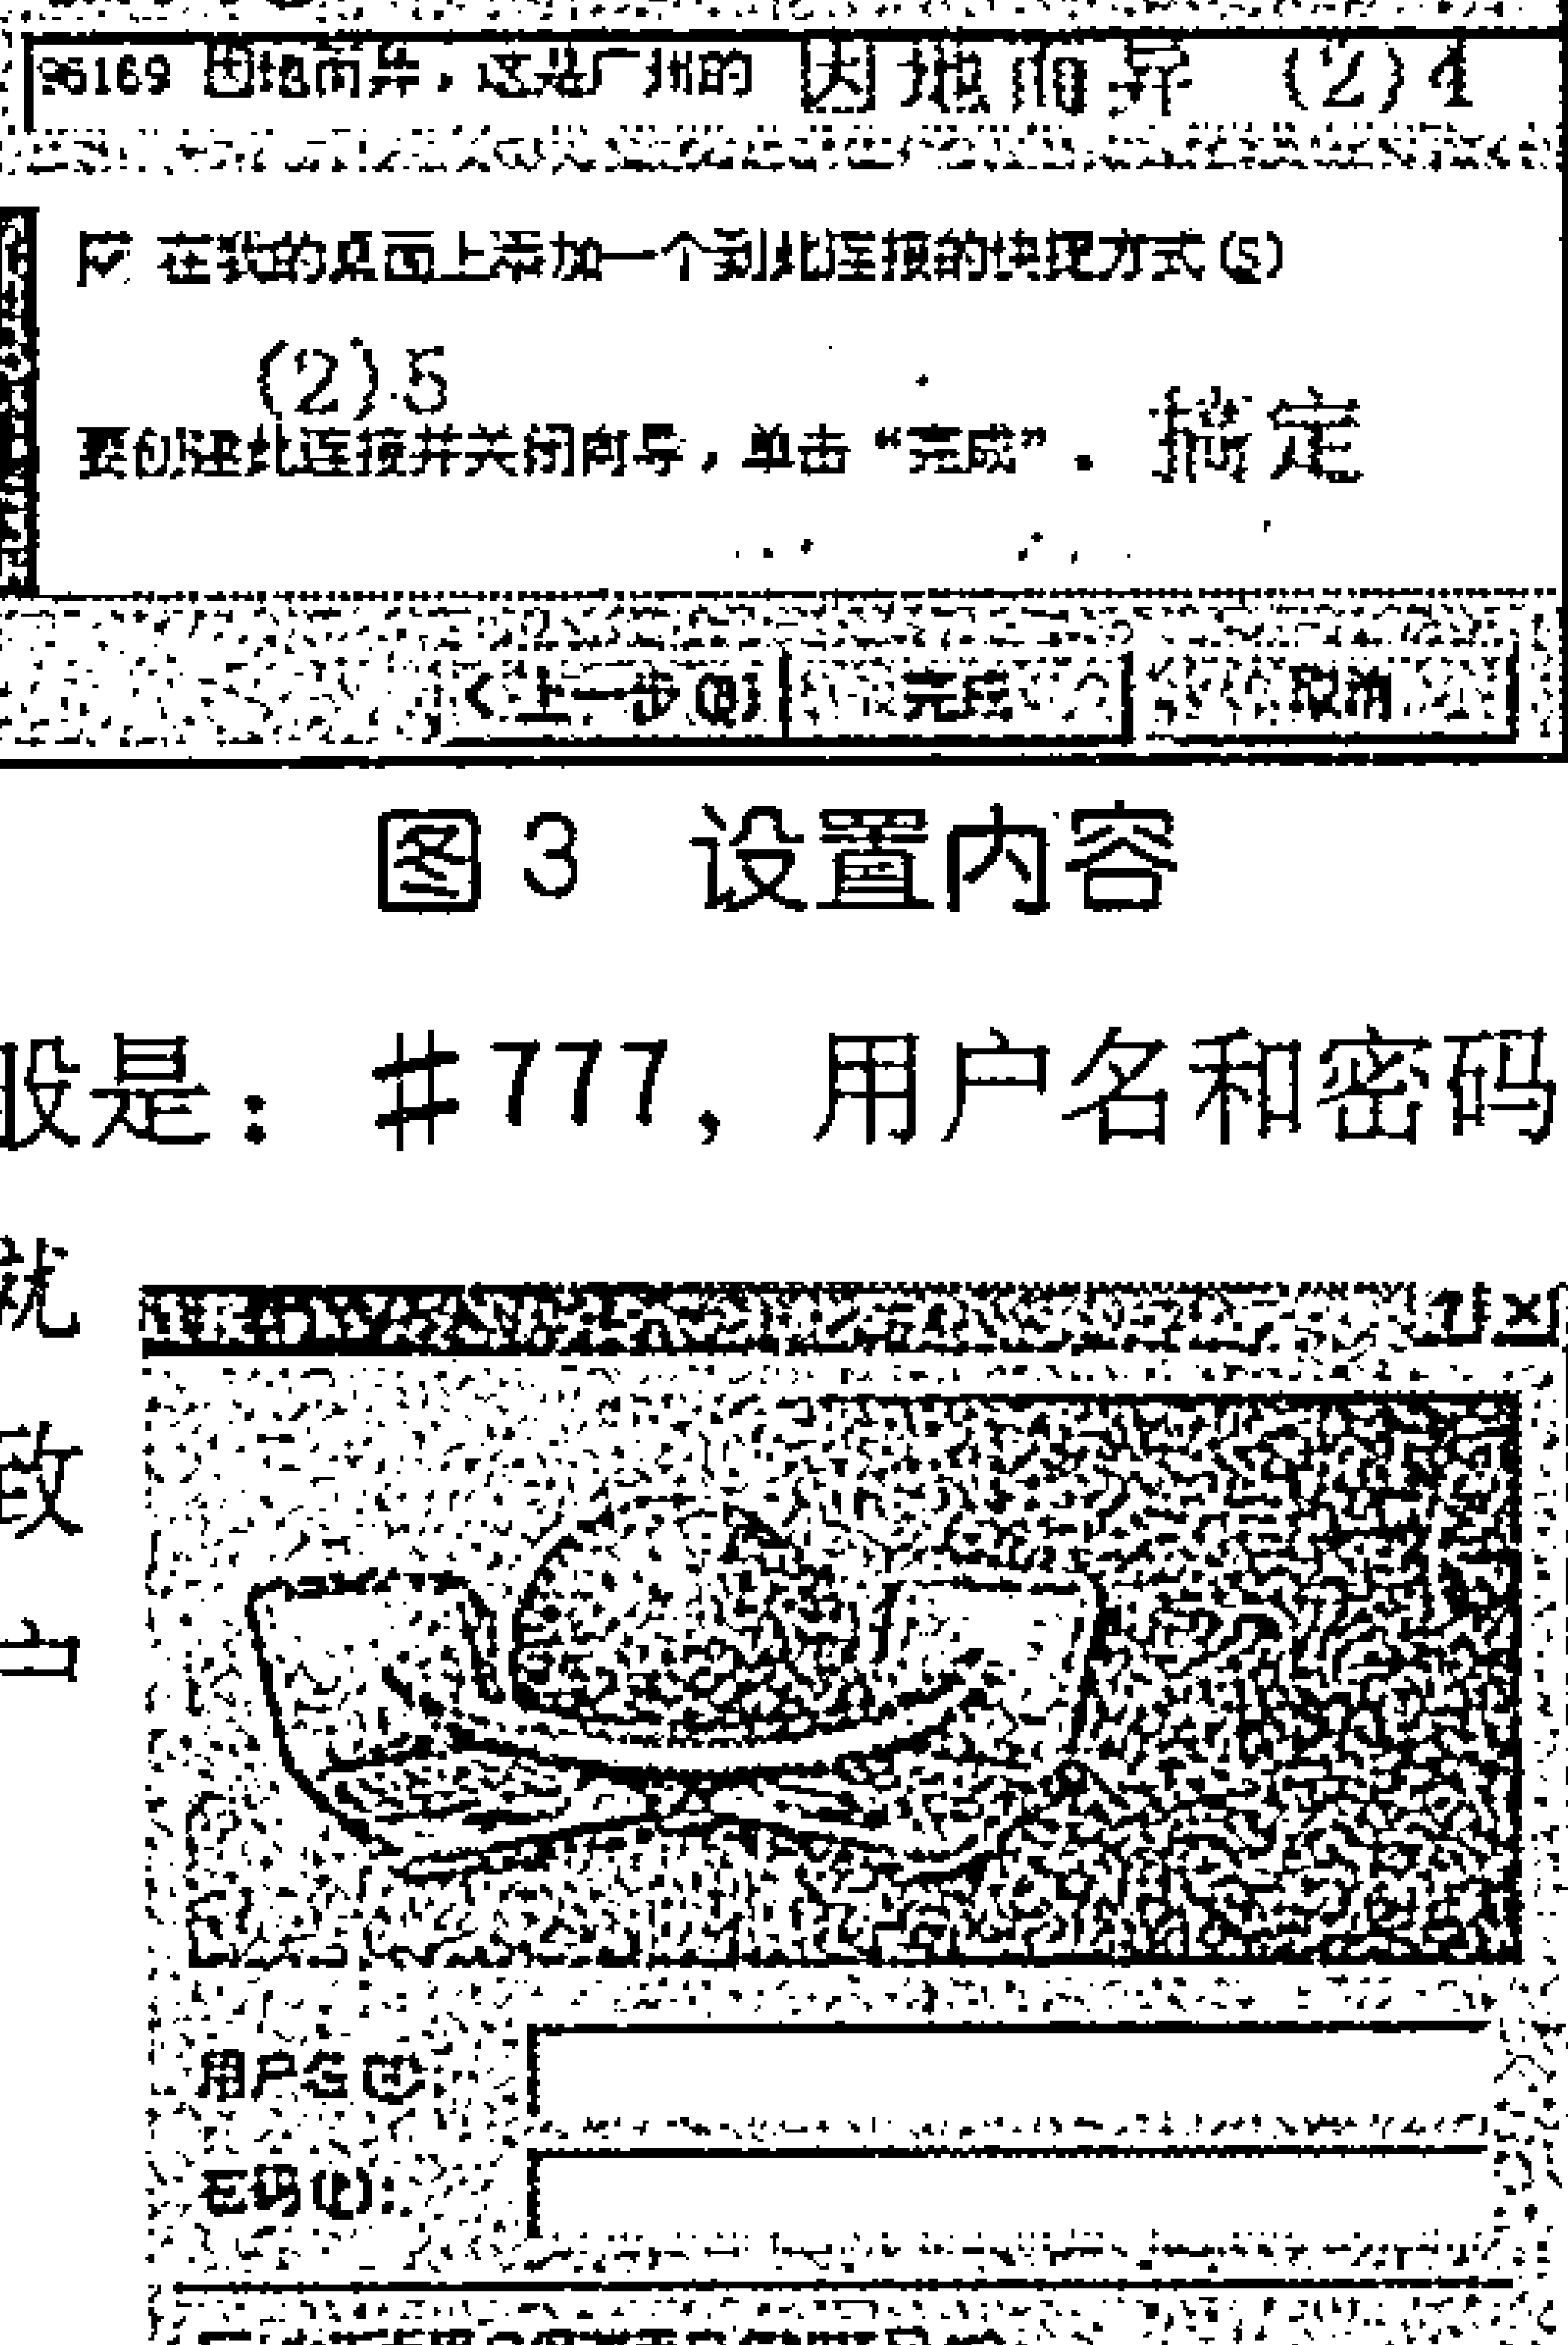 96169 因地而异，这是广州的 因地而异 (2)4
在我的桌面上添加一个到此连接的快捷方式(S)
(2).5
要创建此连接并关闭向导，单击“完成”。 搞定
<上一步(B) 完成 取消
图3 设置内容
般是：#777，用户名和密码
就
致
户
用户名(U):
密码(P):